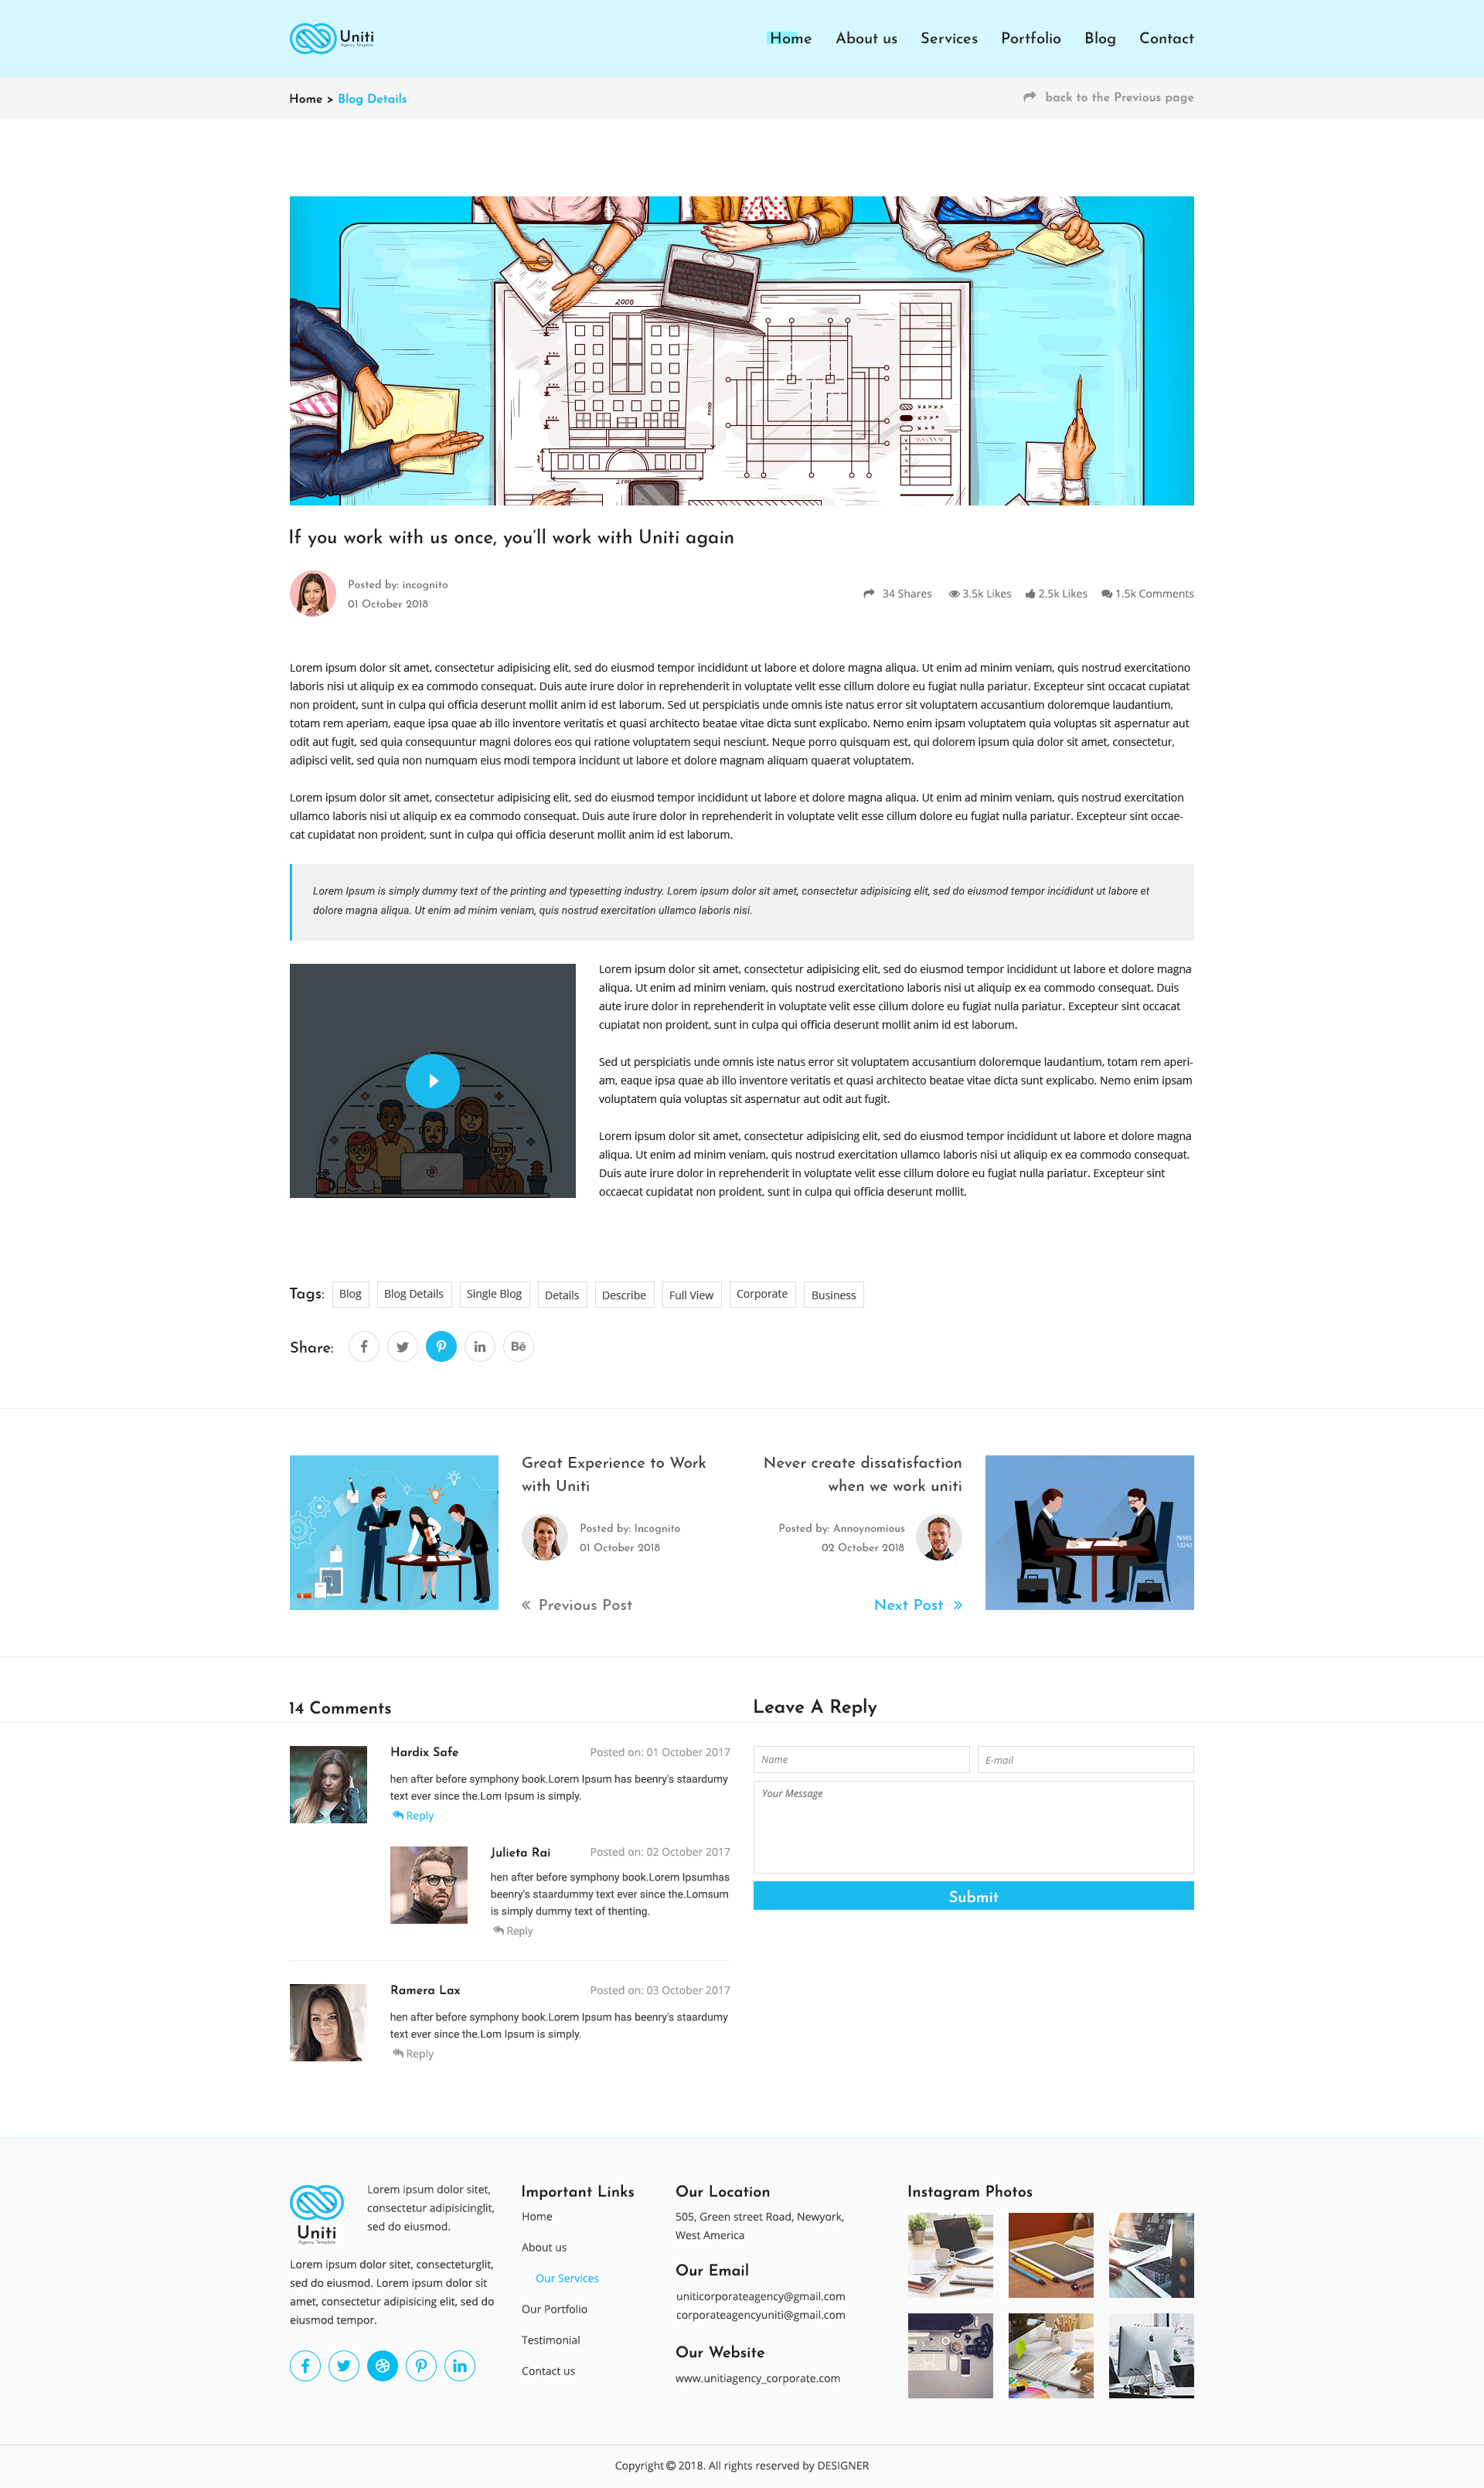 Uniti
Agency Template
Home About us Services Portfolio Blog Contact
Home > Blog Details
back to the Previous page
2000
2000
If you work with us once, you'll work with Uniti again
Posted by: incognito
01 October 2018
34 Shares 3.5k Likes 2.5k Likes 1.5k Comments
Lorem ipsum dolor sit amet, consectetur adipisicing elit, sed do eiusmod tempor incididunt ut labore et dolore magna aliqua. Ut enim ad minim veniam, quis nostrud exercitationo
laboris nisi ut aliquip ex ea commodo consequat. Duis aute irure dolor in reprehenderit in voluptate velit esse cillum dolore eu fugiat nulla pariatur. Excepteur sint occacat cupiatat
non proident, sunt in culpa qui officia deserunt mollit anim id est laborum. Sed ut perspiciatis unde omnis iste natus error sit voluptatem accusantium doloremque laudantium,
totam rem aperiam, eaque ipsa quae ab illo inventore veritatis et quasi architecto beatae vitae dicta sunt explicabo. Nemo enim ipsam voluptatem quia voluptas sit aspernatur aut
odit aut fugit, sed quia consequuntur magni dolores eos qui ratione voluptatem sequi nesciunt. Neque porro quisquam est, qui dolorem ipsum quia dolor sit amet, consectetur,
adipisci velit, sed quia non numquam eius modi tempora incidunt ut labore et dolore magnam aliquam quaerat voluptatem.
Lorem ipsum dolor sit amet, consectetur adipisicing elit, sed do eiusmod tempor incididunt ut labore et dolore magna aliqua. Ut enim ad minim veniam, quis nostrud exercitation
ullamco laboris nisi ut aliquip ex ea commodo consequat. Duis aute irure dolor in reprehenderit in voluptate velit esse cillum dolore eu fugiat nulla pariatur. Excepteur sint occae-
cat cupidatat non proident, sunt in culpa qui officia deserunt mollit anim id est laborum.
Lorem Ipsum is simply dummy text of the printing and typesetting industry. Lorem ipsum dolor sit amet, consectetur adipisicing elit, sed do eiusmod tempor incididunt ut labore et
dolore magna aliqua. Ut enim ad minim veniam, quis nostrud exercitation ullamco laboris nisi.
Lorem ipsum dolor sit amet, consectetur adipisicing elit, sed do eiusmod tempor incididunt ut labore et dolore magna
aliqua. Ut enim ad minim veniam, quis nostrud exercitationo laboris nisi ut aliquip ex ea commodo consequat. Duis
aute irure dolor in reprehenderit in voluptate velit esse cillum dolore eu fugiat nulla pariatur. Excepteur sint occacat
cupiatat non proident, sunt in culpa qui officia deserunt mollit anim id est laborum.
Sed ut perspiciatis unde omnis iste natus error sit voluptatem accusantium doloremque laudantium, totam rem aperi-
am, eaque ipsa quae ab illo inventore veritatis et quasi architecto beatae vitae dicta sunt explicabo. Nemo enim ipsam
voluptatem quia voluptas sit aspernatur aut odit aut fugit.
Lorem ipsum dolor sit amet, consectetur adipisicing elit, sed do eiusmod tempor incididunt ut labore et dolore magna
aliqua. Ut enim ad minim veniam, quis nostrud exercitation ullamco laboris nisi ut aliquip ex ea commodo consequat.
Duis aute irure dolor in reprehenderit in voluptate velit esse cillum dolore eu fugiat nulla pariatur. Excepteur sint
occaecat cupidatat non proident, sunt in culpa qui officia deserunt mollit.
Tags: Blog Blog Details Single Blog Details Describe Full View Corporate Business
Share:
Great Experience to Work
with Uniti
Posted by: Incognito
01 October 2018
Previous Post
Never create dissatisfaction
when we work uniti
Posted by: Annoynomious
02 October 2018
Next Post
76565
12242
14 Comments
Hardix Safe Posted on: 01 October 2017
hen after before symphony book.Lorem Ipsum has beenry's staardumy
text ever since the.Lom Ipsum is simply.
Reply
Julieta Rai Posted on: 02 October 2017
hen after before symphony book.Lorem Ipsumhas
beenry's staardummy text ever since the.Lomsum
is simply dummy text of thenting.
Reply
Ramera Lax Posted on: 03 October 2017
hen after before symphony book.Lorem Ipsum has beenry's staardumy
text ever since the.Lom Ipsum is simply.
Reply
Leave A Reply
Name
E-mail
Your Message
Submit
Uniti
Agency Template
Lorem ipsum dolor sitet,
consectetur adipisicinglit,
sed do eiusmod.
Lorem ipsum dolor sitet, consecteturglit,
sed do eiusmod. Lorem ipsum dolor sit
amet, consectetur adipisicing elit, sed do
eiusmod tempor.
Important Links
Home
About us
Our Services
Our Portfolio
Testimonial
Contact us
Our Location
505, Green street Road, Newyork,
West America
Our Email
uniticorporateagency@gmail.com
corporateagencyuniti@gmail.com
Our Website
www.unitiagency_corporate.com
Instagram Photos
Copyright © 2018. All rights reserved by DESIGNER